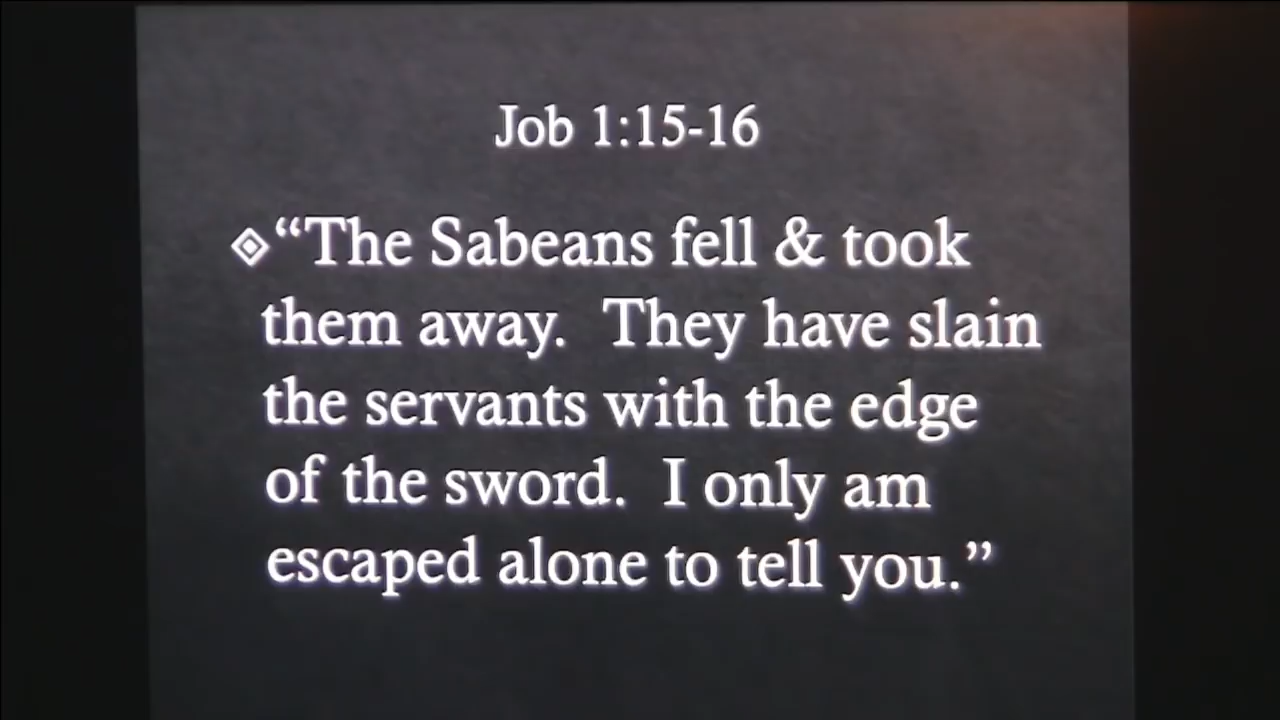 Job 1:15-16
“The Sabeans fell & took
them away.  They have slain
the servants with the edge
of the sword.  I only am
escaped alone to tell you.”